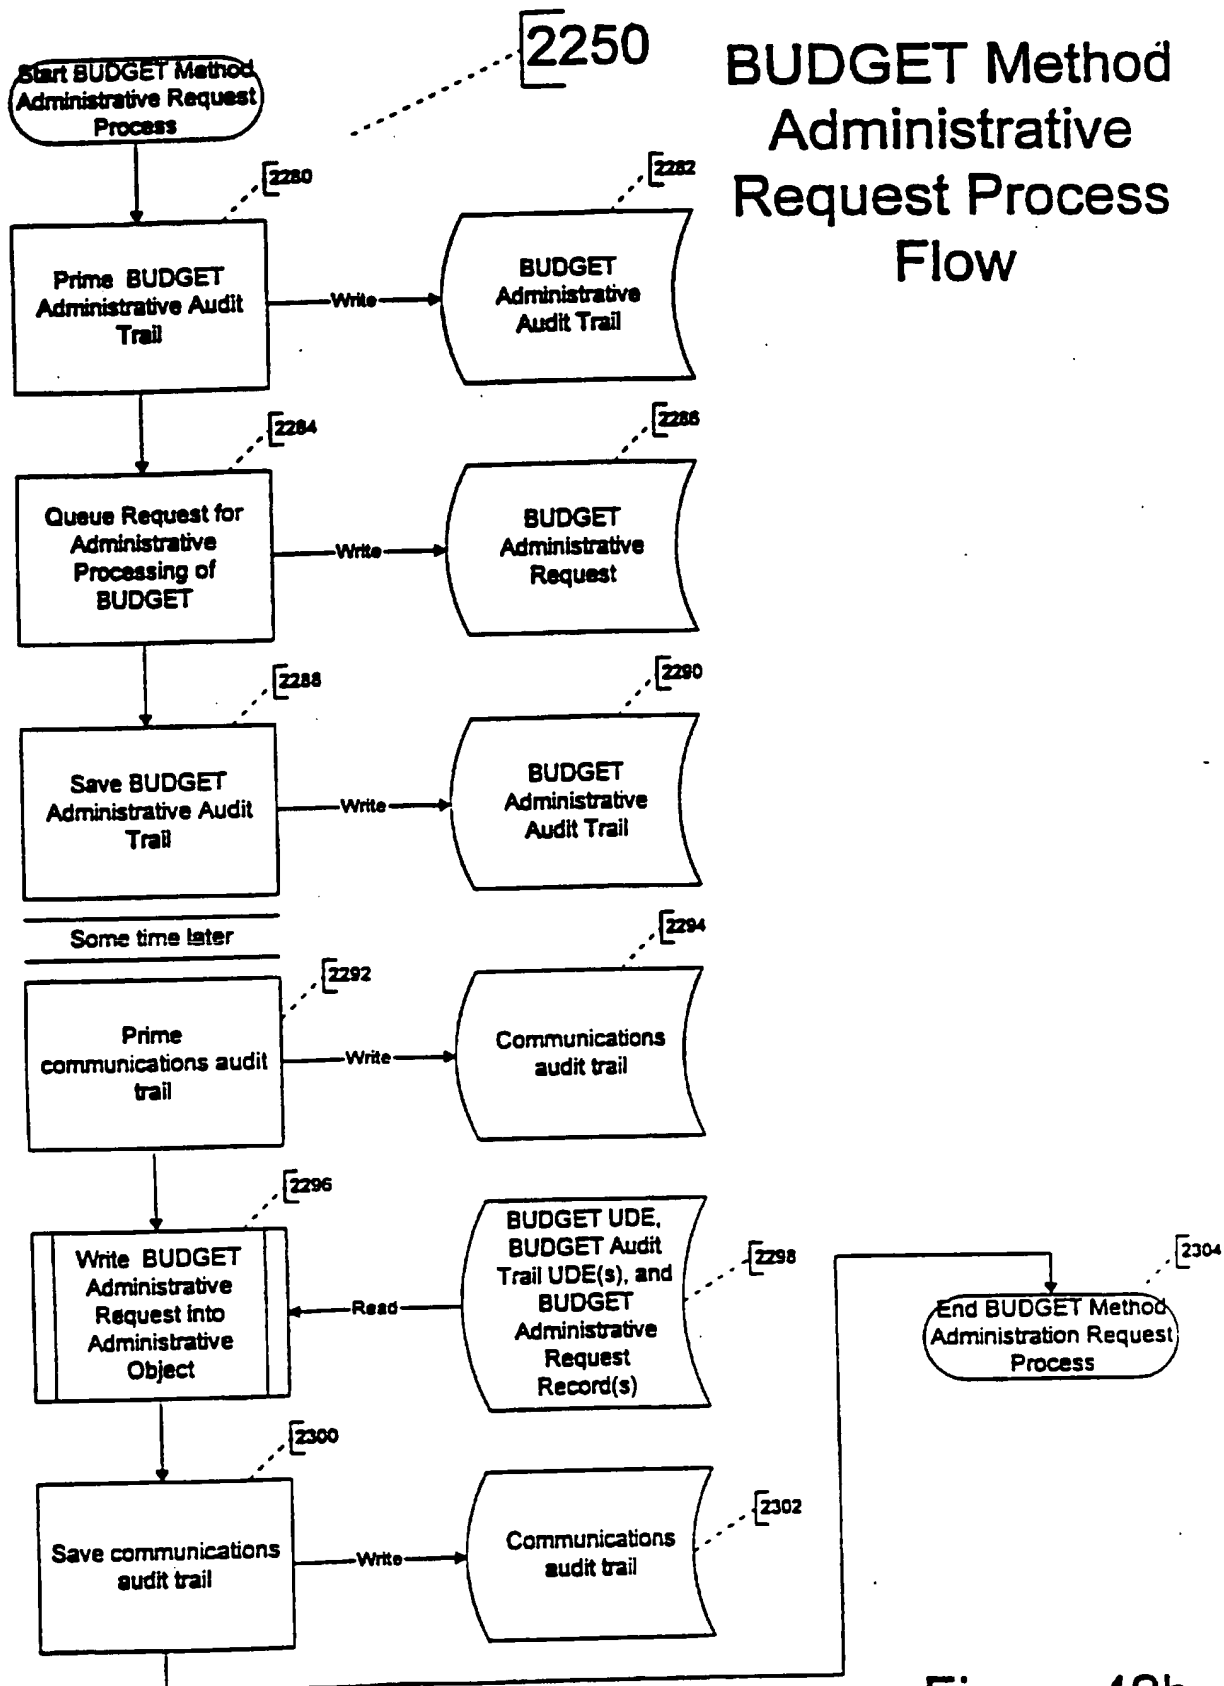 2250
BUDGET Method
Administrative
Request Process
Flow
Start BUDGET Method
Administrative Request
Process
2280
2282
Prime BUDGET
Administrative Audit
Trail
Write
BUDGET
Administrative
Audit Trail
2284
2286
Queue Request for
Administrative
Processing of
BUDGET
Write
BUDGET
Administrative
Request
2288
2290
Save BUDGET
Administrative Audit
Trail
Write
BUDGET
Administrative
Audit Trail
Some time later
2292
2294
Prime
communications audit
trail
Write
Communications
audit trail
2296
2298
Write BUDGET
Administrative
Request into
Administrative
Object
Read
BUDGET UDE,
BUDGET Audit
Trail UDE(s), and
BUDGET
Administrative
Request
Record(s)
2304
End BUDGET Method
Administration Request
Process
2300
2302
Save communications
audit trail
Write
Communications
audit trail